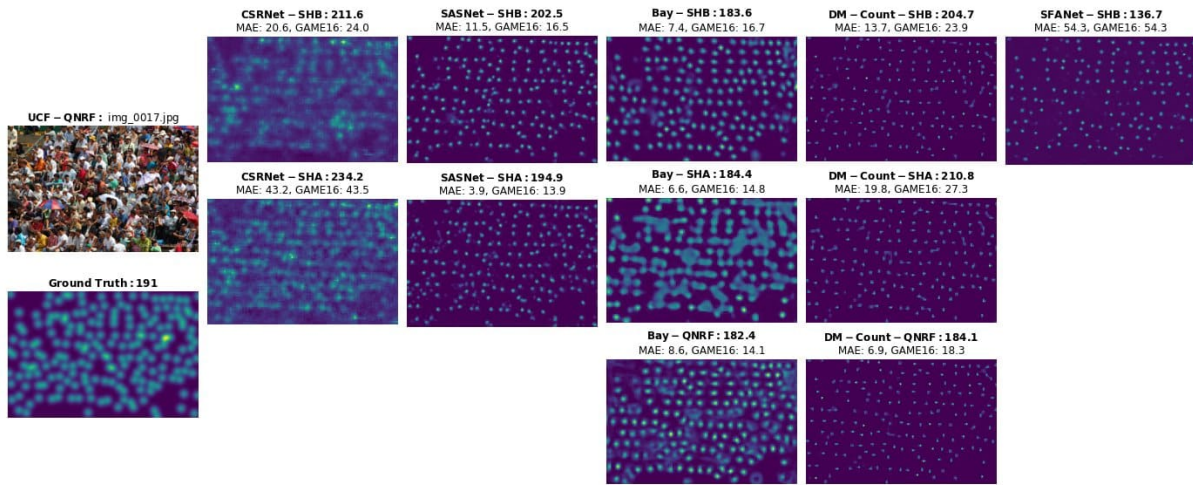 CSRNet − SHB : 211.6
MAE: 20.6, GAME16: 24.0
SASNet − SHB : 202.5
MAE: 11.5, GAME16: 16.5
Bay − SHB : 183.6
MAE: 7.4, GAME16: 16.7
DM − Count − SHB : 204.7
MAE: 13.7, GAME16: 23.9
SFANet − SHB : 136.7
MAE: 54.3, GAME16: 54.3
UCF − QNRF : img_0017.jpg
CSRNet − SHA : 234.2
MAE: 43.2, GAME16: 43.5
SASNet − SHA : 194.9
MAE: 3.9, GAME16: 13.9
Bay − SHA : 184.4
MAE: 6.6, GAME16: 14.8
DM − Count − SHA : 210.8
MAE: 19.8, GAME16: 27.3
Ground Truth : 191
Bay − QNRF : 182.4
MAE: 8.6, GAME16: 14.1
DM − Count − QNRF : 184.1
MAE: 6.9, GAME16: 18.3